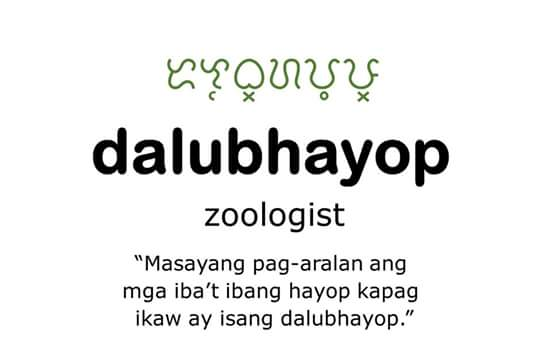 ᜇᜎᜓᜊ᜔ᜑᜌᜓᜉ᜔
dalubhayop
zoologist
“Masayang pag-aralan ang
mga iba’t ibang hayop kapag
ikaw ay isang dalubhayop.”